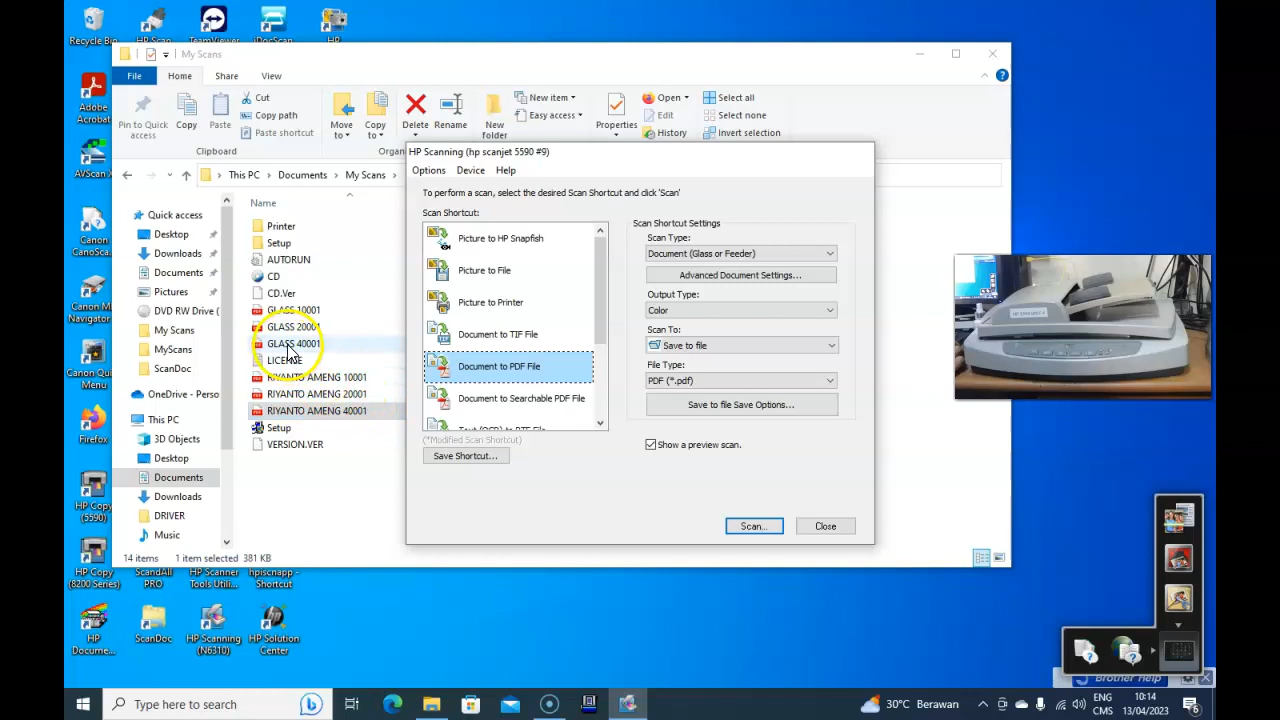 Recycle Bin
HP Scan
TeamViewer
iDocScan
HP
My Scans
File
Home
Share
View
Pin to Quick
access
Copy
Paste
Cut
Copy path
Paste shortcut
Clipboard
Move
to
Copy
to
Delete
Rename
New
folder
New item
Easy access
Properties
Open
Edit
History
Select all
Select none
Invert selection
This PC
Documents
My Scans
Adobe
Acrobat
Canon
Canon Qu
Menu
Firefox
HP Copy
(5590)
HP Copy
(8200 Series)
HP
Docume...
Quick access
Desktop
Downloads
Documents
Pictures
DVD RW Drive (
My Scans
MyScans
ScanDoc
OneDrive - Perso
This PC
3D Objects
Desktop
Documents
Downloads
DRIVER
Music
Name
Printer
Setup
AUTORUN
CD
CD.Ver
GLASS 10001
GLASS 20001
GLASS 40001
LICENSE
RIYANTO AMENG 10001
RIYANTO AMENG 20001
RIYANTO AMENG 40001
Setup
VERSION.VER
14 items
1 item selected
381 KB
HP Scanning (hp scanjet 5590 #9)
Options
Device
Help
To perform a scan, select the desired Scan Shortcut and click 'Scan'
Scan Shortcut:
Picture to HP Snapfish
Picture to File
Picture to Printer
Document to TIF File
Document to PDF File
Document to Searchable PDF File
Text (OCR) to RTF File
(*Modified Scan Shortcut)
Save Shortcut...
Scan Shortcut Settings
Scan Type:
Document (Glass or Feeder)
Advanced Document Settings...
Output Type:
Color
Scan To:
Save to file
File Type:
PDF (*.pdf)
Save to file Save Options...
Show a preview scan.
Scan...
Close
ScandAll
PRO
HP Scanner
Tools Utili...
hpiscnapp -
Shortcut
ScanDoc
HP Scanning
(N6310)
HP Solution
Center
Brother Help
Type here to search
30°C Berawan
ENG
CMS
10:14
13/04/2023
6